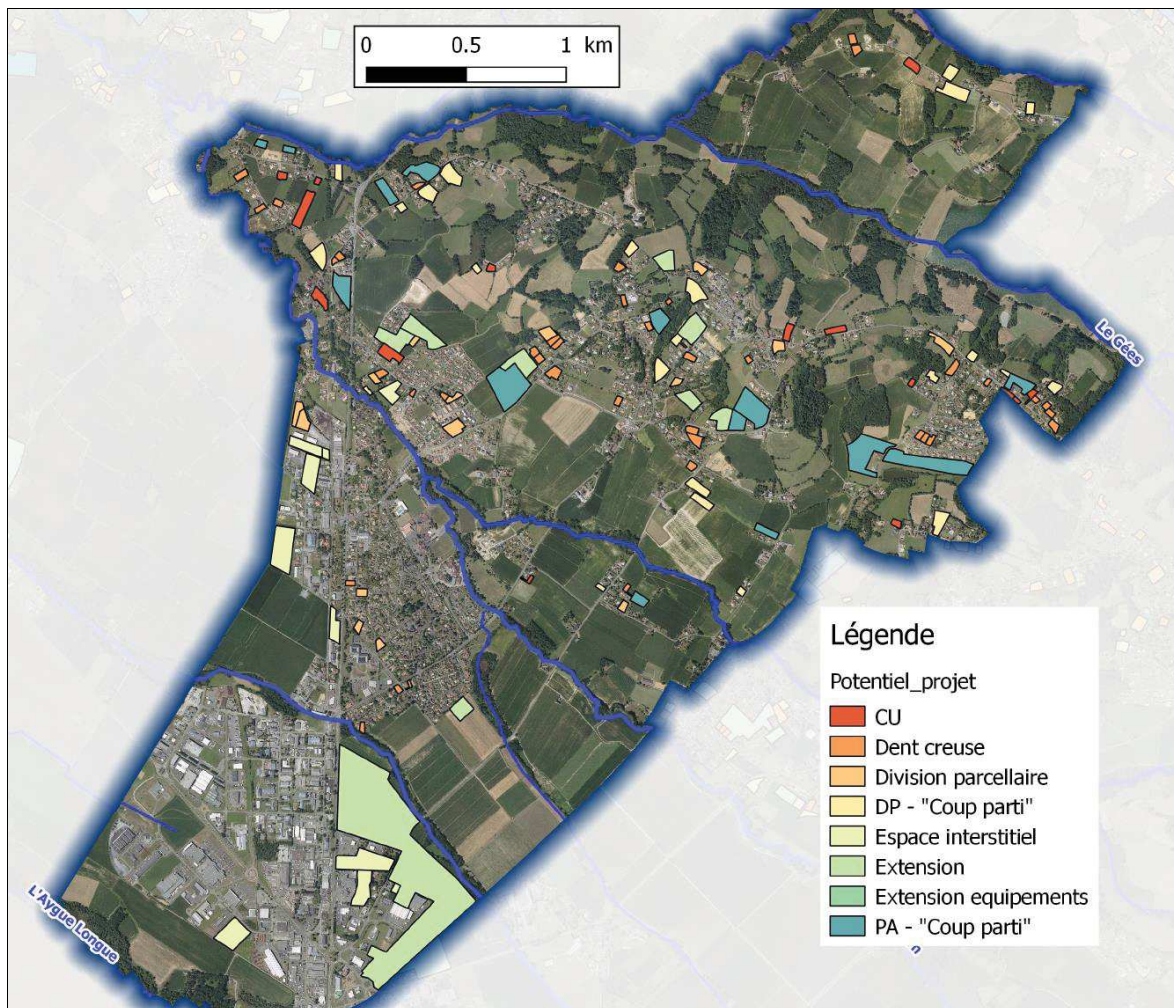 0 0.5 1 km
Le Gées
Légende
Potentiel_projet
CU
Dent creuse
Division parcellaire
DP - "Coup parti"
Espace interstitiel
Extension
Extension equipements
PA - "Coup parti"
L'Aygue Longue
n